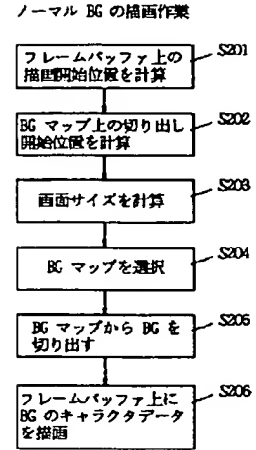 ノーマル BG の描画作業
フレームバッファ上の
描画開始位置を計算
S201
BG マップ上の切り出し
開始位置を計算
S202
画面サイズを計算
S203
BG マップを選択
S204
BG マップから BG を
切り出す
S205
フレームバッファ上に
BG のキャラクタデータ
を描画
S206